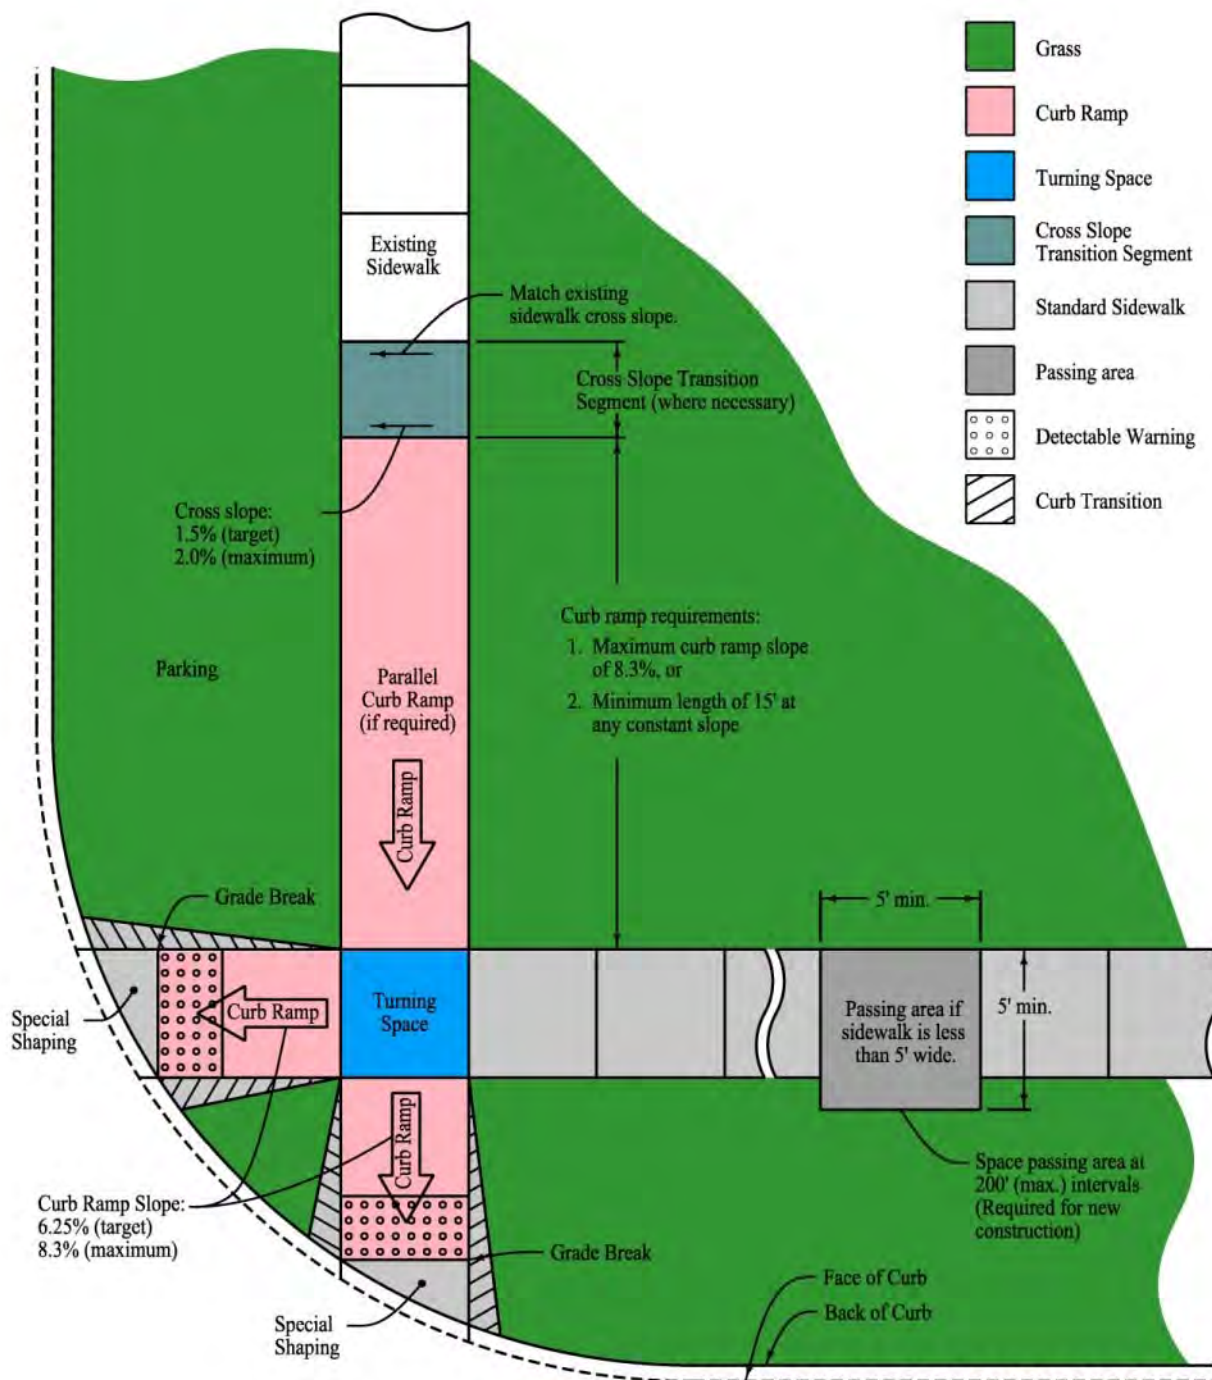 Grass
Curb Ramp
Turning Space
Cross Slope
Transition Segment
Standard Sidewalk
Passing area
Detectable Warning
Curb Transition
Existing
Sidewalk
Match existing
sidewalk cross slope.
Cross Slope Transition
Segment (where necessary)
Cross slope:
1.5% (target)
2.0% (maximum)
Curb ramp requirements:
1. Maximum curb ramp slope
of 8.3%, or
2. Minimum length of 15' at
any constant slope
Parking
Parallel
Curb Ramp
(if required)
Curb Ramp
Grade Break
5' min.
Special
Shaping
Curb Ramp
Turning
Space
Passing area if
sidewalk is less
than 5' wide.
5' min.
Curb Ramp
Curb Ramp Slope:
6.25% (target)
8.3% (maximum)
Space passing area at
200' (max.) intervals
(Required for new
construction)
Grade Break
Face of Curb
Back of Curb
Special
Shaping